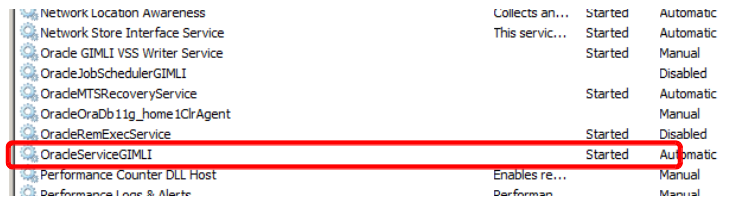 Network Location Awareness Collects an... Started Automatic
Network Store Interface Service This servic... Started Automatic
Oracle GIMLI VSS Writer Service Started Manual
OracleJobSchedulerGIMLI Disabled
OracleMTSRecoveryService Started Automatic
OracleOraDb11g_home1ClrAgent Manual
OracleRemExecService Started Disabled
OracleServiceGIMLI Started Automatic
Performance Counter DLL Host Enables re... Manual
Performance Logs & Alerts Performan... Manual